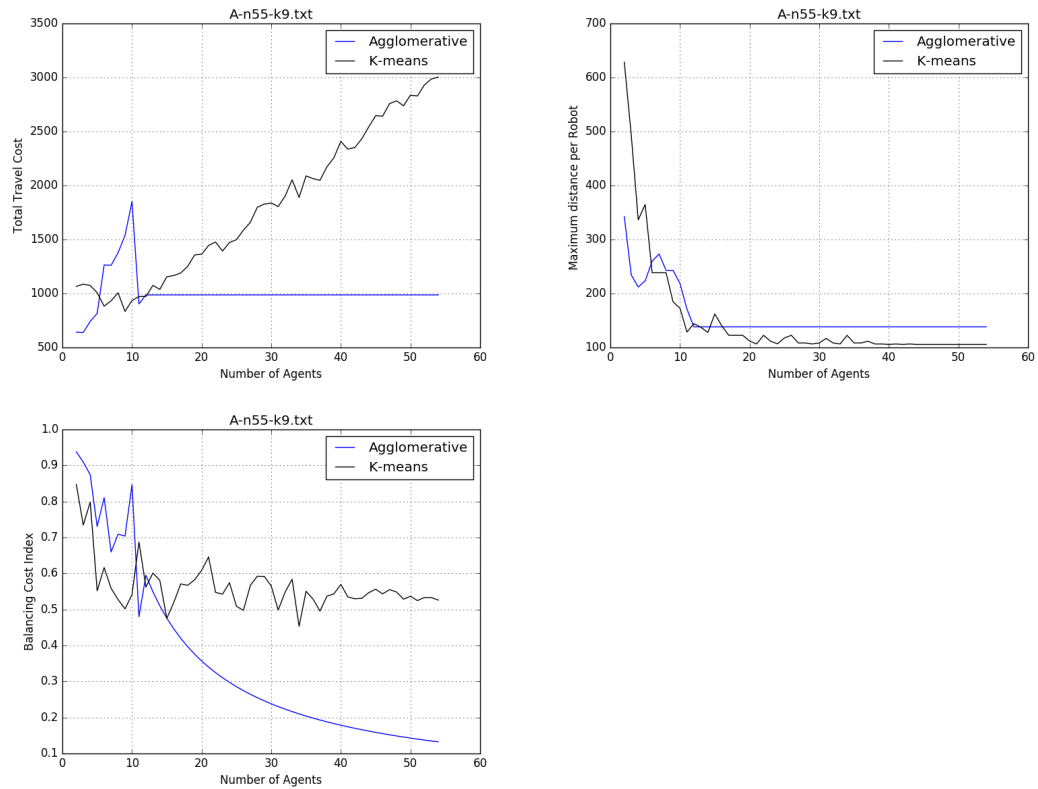 A-n55-k9.txt
Total Travel Cost
3500
3000
2500
2000
1500
1000
500
Agglomerative
K-means
0 10 20 30 40 50 60
Number of Agents
A-n55-k9.txt
Maximum distance per Robot
700
600
500
400
300
200
100
Agglomerative
K-means
0 10 20 30 40 50 60
Number of Agents
A-n55-k9.txt
Balancing Cost Index
1.0
0.9
0.8
0.7
0.6
0.5
0.4
0.3
0.2
0.1
Agglomerative
K-means
0 10 20 30 40 50 60
Number of Agents